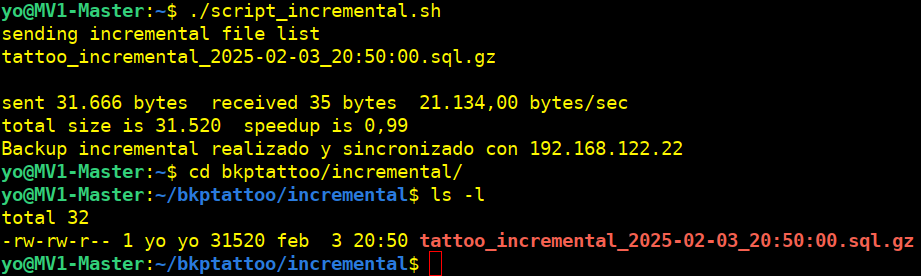 yo@MV1-Master:~$ ./script_incremental.sh
sending incremental file list
tattoo_incremental_2025-02-03_20:50:00.sql.gz
sent 31.666 bytes  received 35 bytes  21.134,00 bytes/sec
total size is 31.520  speedup is 0,99
Backup incremental realizado y sincronizado con 192.168.122.22
yo@MV1-Master:~$ cd bkptattoo/incremental/
yo@MV1-Master:~/bkptattoo/incremental$ ls -l
total 32
-rw-rw-r-- 1 yo yo 31520 feb  3 20:50 tattoo_incremental_2025-02-03_20:50:00.sql.gz
yo@MV1-Master:~/bkptattoo/incremental$